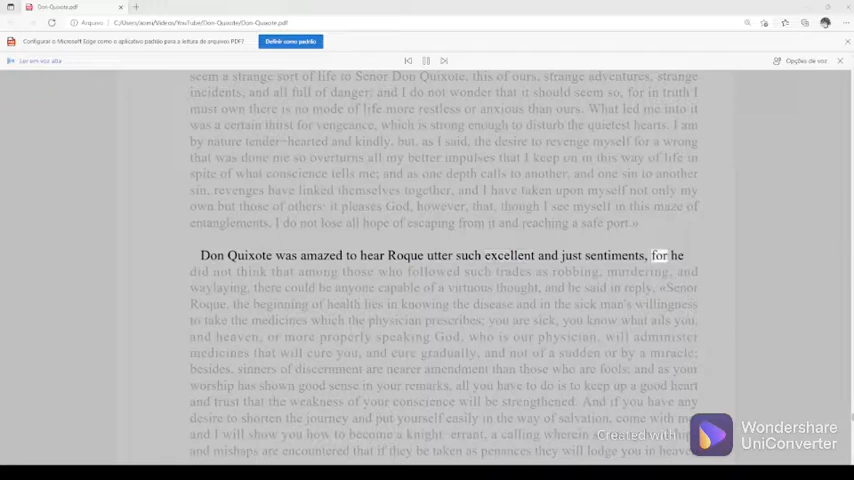 Don-Quixote.pdf
Arquivo
C:/Users/aomi/Videos/YouTube/Don-Quixote/Don-Quixote.pdf
Configurar o Microsoft Edge como o aplicativo padrão para a leitura de arquivos PDF?
Definir como padrão
Ler em voz alta
Opções de voz
seem a strange sort of life to Senor Don Quixote, this of ours, strange adventures, strange
incidents; and all full of danger; and I do not wonder that it should seem so, for in truth I
must own there is no mode of life more restless or anxious than ours. What led me into it
was a certain thirst for vengeance, which is strong enough to disturb the quietest hearts. I am
by nature tender-hearted and kindly, but, as I said, the desire to revenge myself for a wrong
that was done me so overturns all my better impulses that I keep on in this way of life in
spite of what conscience tells me; and as one depth calls to another, and one sin to another
sin, revenges have linked themselves together, and I have taken upon myself not only my
own but those of others: it pleases God, however, that, though I see myself in this maze of
entanglements, I do not lose all hope of escaping from it and reaching a safe port.»
Don Quixote was amazed to hear Roque utter such excellent and just sentiments, for he
did not think that among those who followed such trades as robbing, murdering, and
waylaying, there could be anyone capable of a virtuous thought, and he said in reply, «Senor
Roque, the beginning of health lies in knowing the disease and in the sick man's willingness
to take the medicines which the physician prescribes; you are sick, you know what ails you,
and heaven, or more properly speaking God, who is our physician, will administer
medicines that will cure you, and cure gradually, and not of a sudden or by a miracle;
besides, sinners of discernment are nearer amendment than those who are fools; and as your
worship has shown good sense in your remarks, all you have to do is to keep up a good heart
and trust that the weakness of your conscience will be strengthened. And if you have any
desire to shorten the journey and put yourself easily in the way of salvation, come with me,
and I will show you how to become a knight-errant, a calling wherein
and mishaps are encountered that if they be taken as penances they will lodge you in heaven
Created with
Wondershare
UniConverter